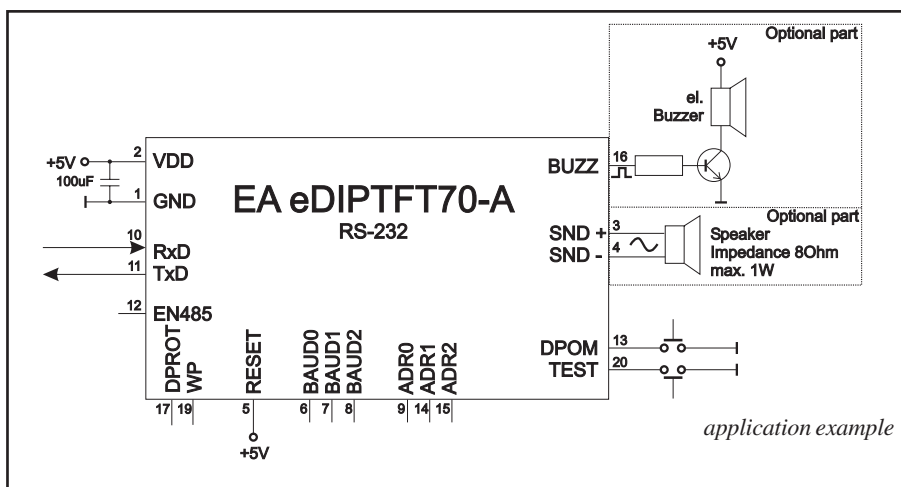 Optional part
+5V
el.
Buzzer
+5V
2
VDD
100uF
1
GND
EA eDIPTFT70-A
RS-232
BUZZ
16
Optional part
10
RxD
11
TxD
SND +
3
SND -
4
Speaker
Impedance 8Ohm
max. 1W
12
EN485
DPROT
WP
RESET
BAUD0
BAUD1
BAUD2
ADR0
ADR1
ADR2
DPOM
13
TEST
20
17
19
5
6
7
8
9
14
15
+5V
application example